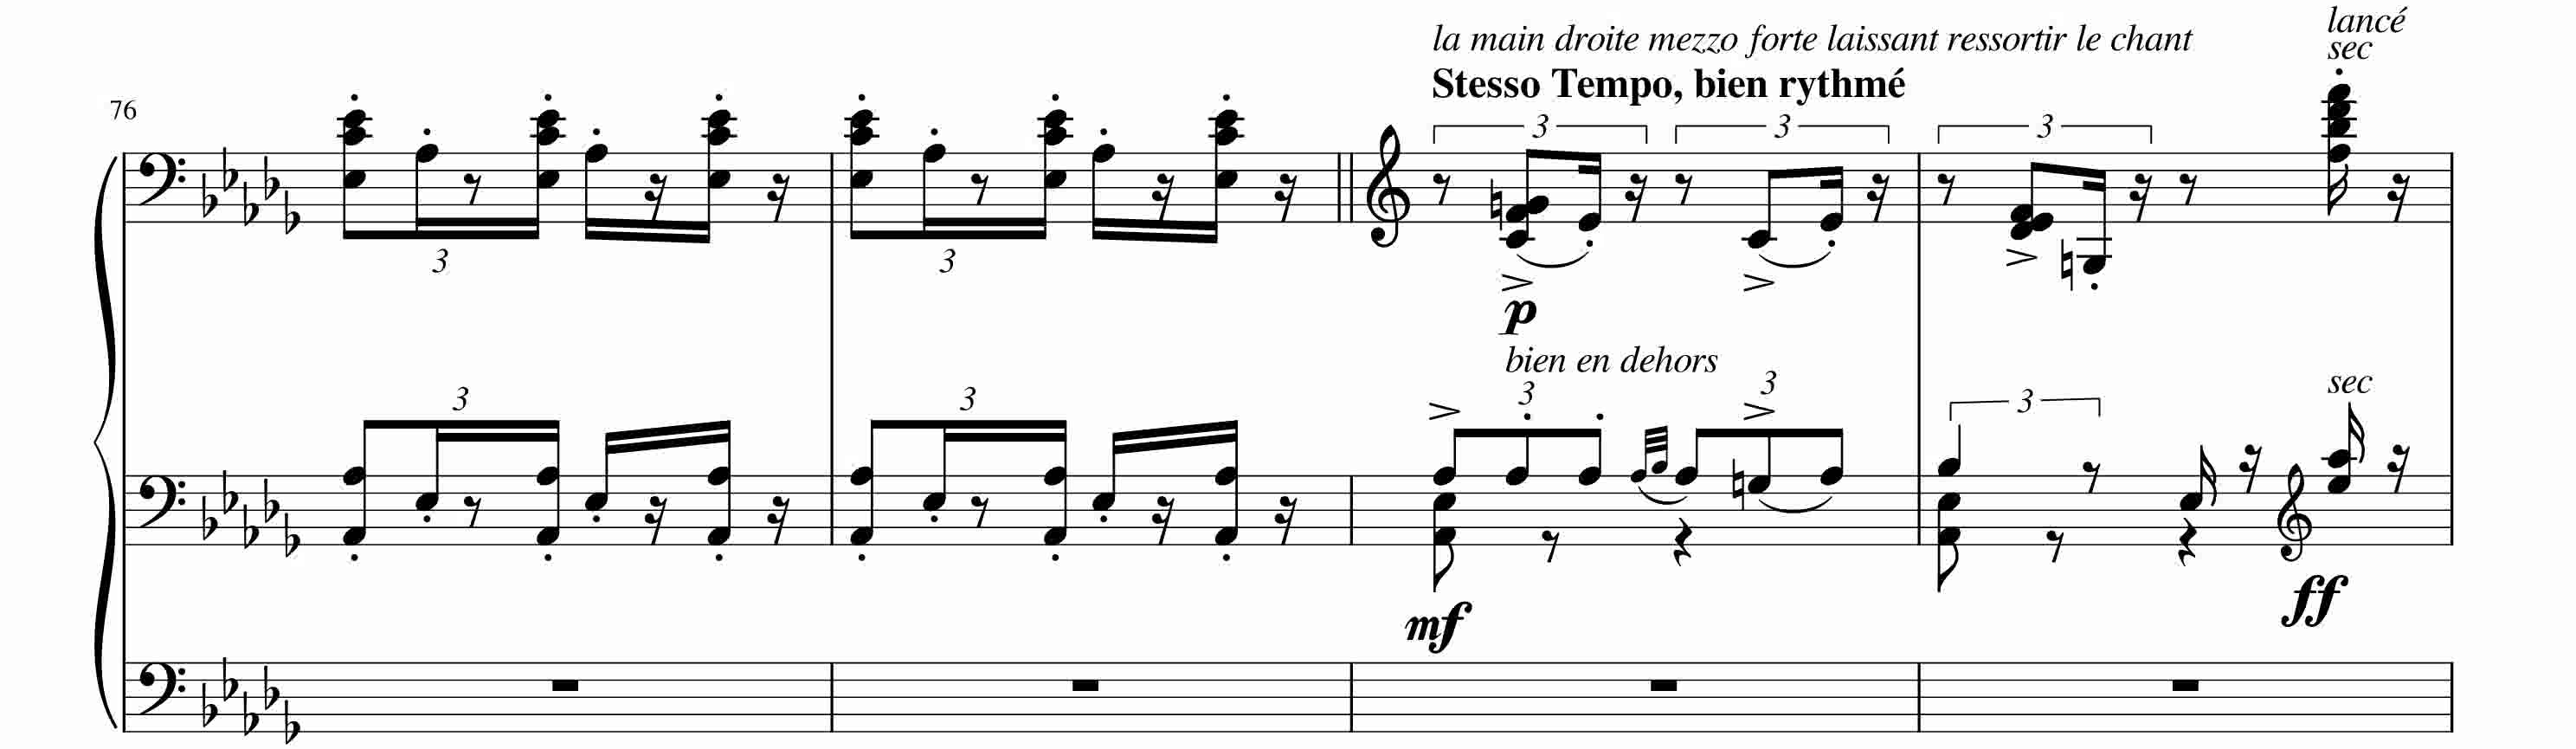 la main droite mezzo forte laissant ressortir le chant
lancé
sec
Stesso Tempo, bien rythmé
76
3
3
3
3
3
p
bien en dehors
sec
3
3
3
3
3
mf
ff